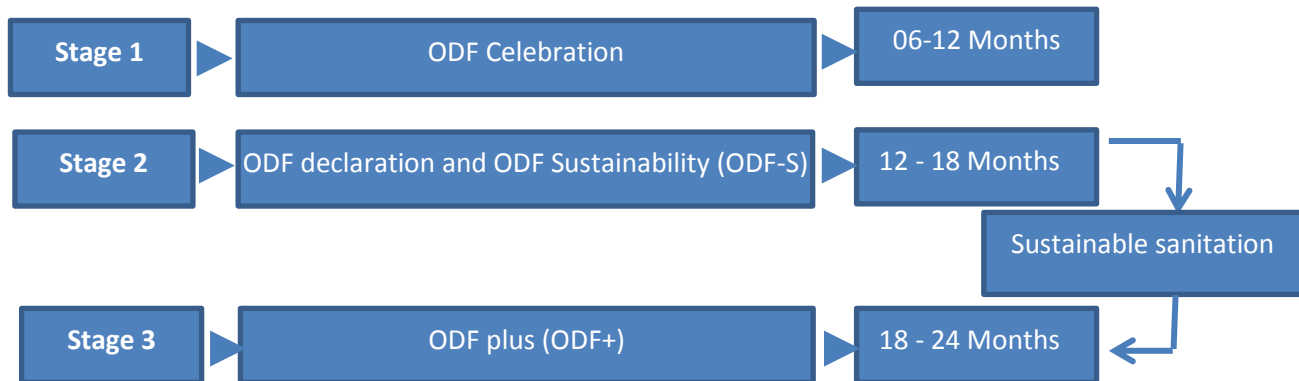 Stage 1
ODF Celebration
06-12 Months
Stage 2
ODF declaration and ODF Sustainability (ODF-S)
12 - 18 Months
Sustainable sanitation
Stage 3
ODF plus (ODF+)
18 - 24 Months